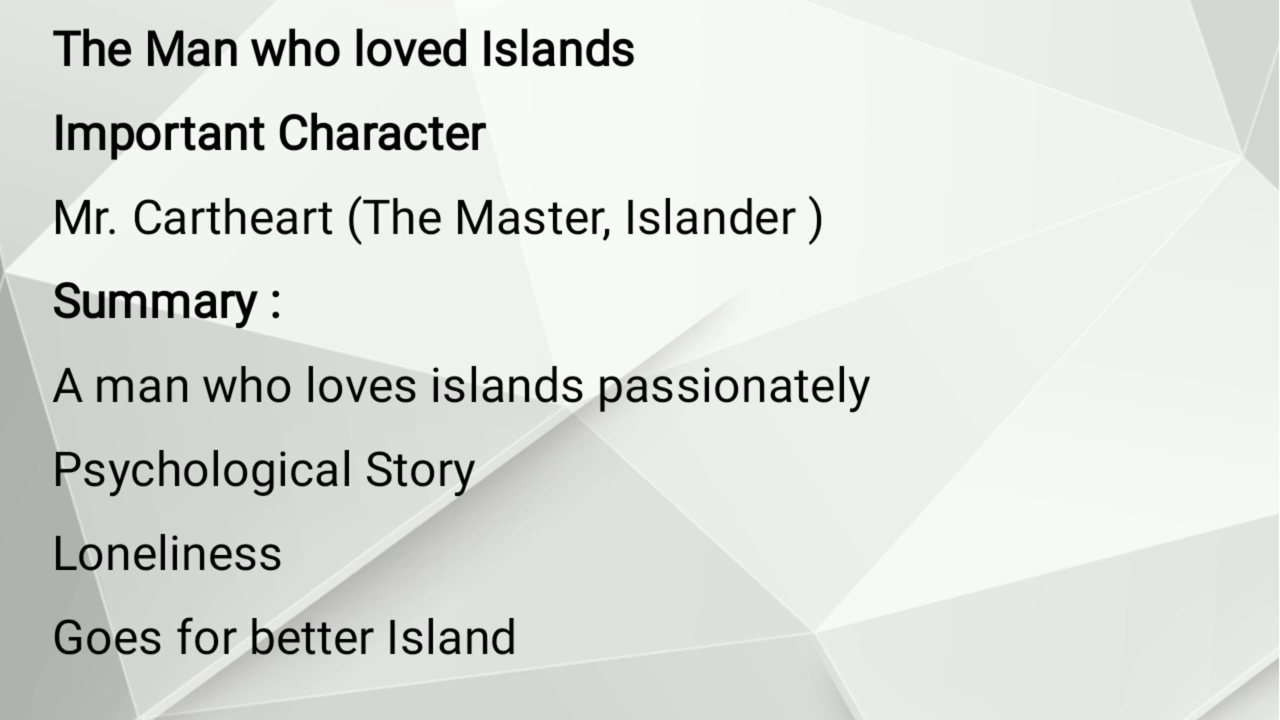 The Man who loved Islands
Important Character
Mr. Cartheart (The Master, Islander )
Summary :
A man who loves islands passionately
Psychological Story
Loneliness
Goes for better Island